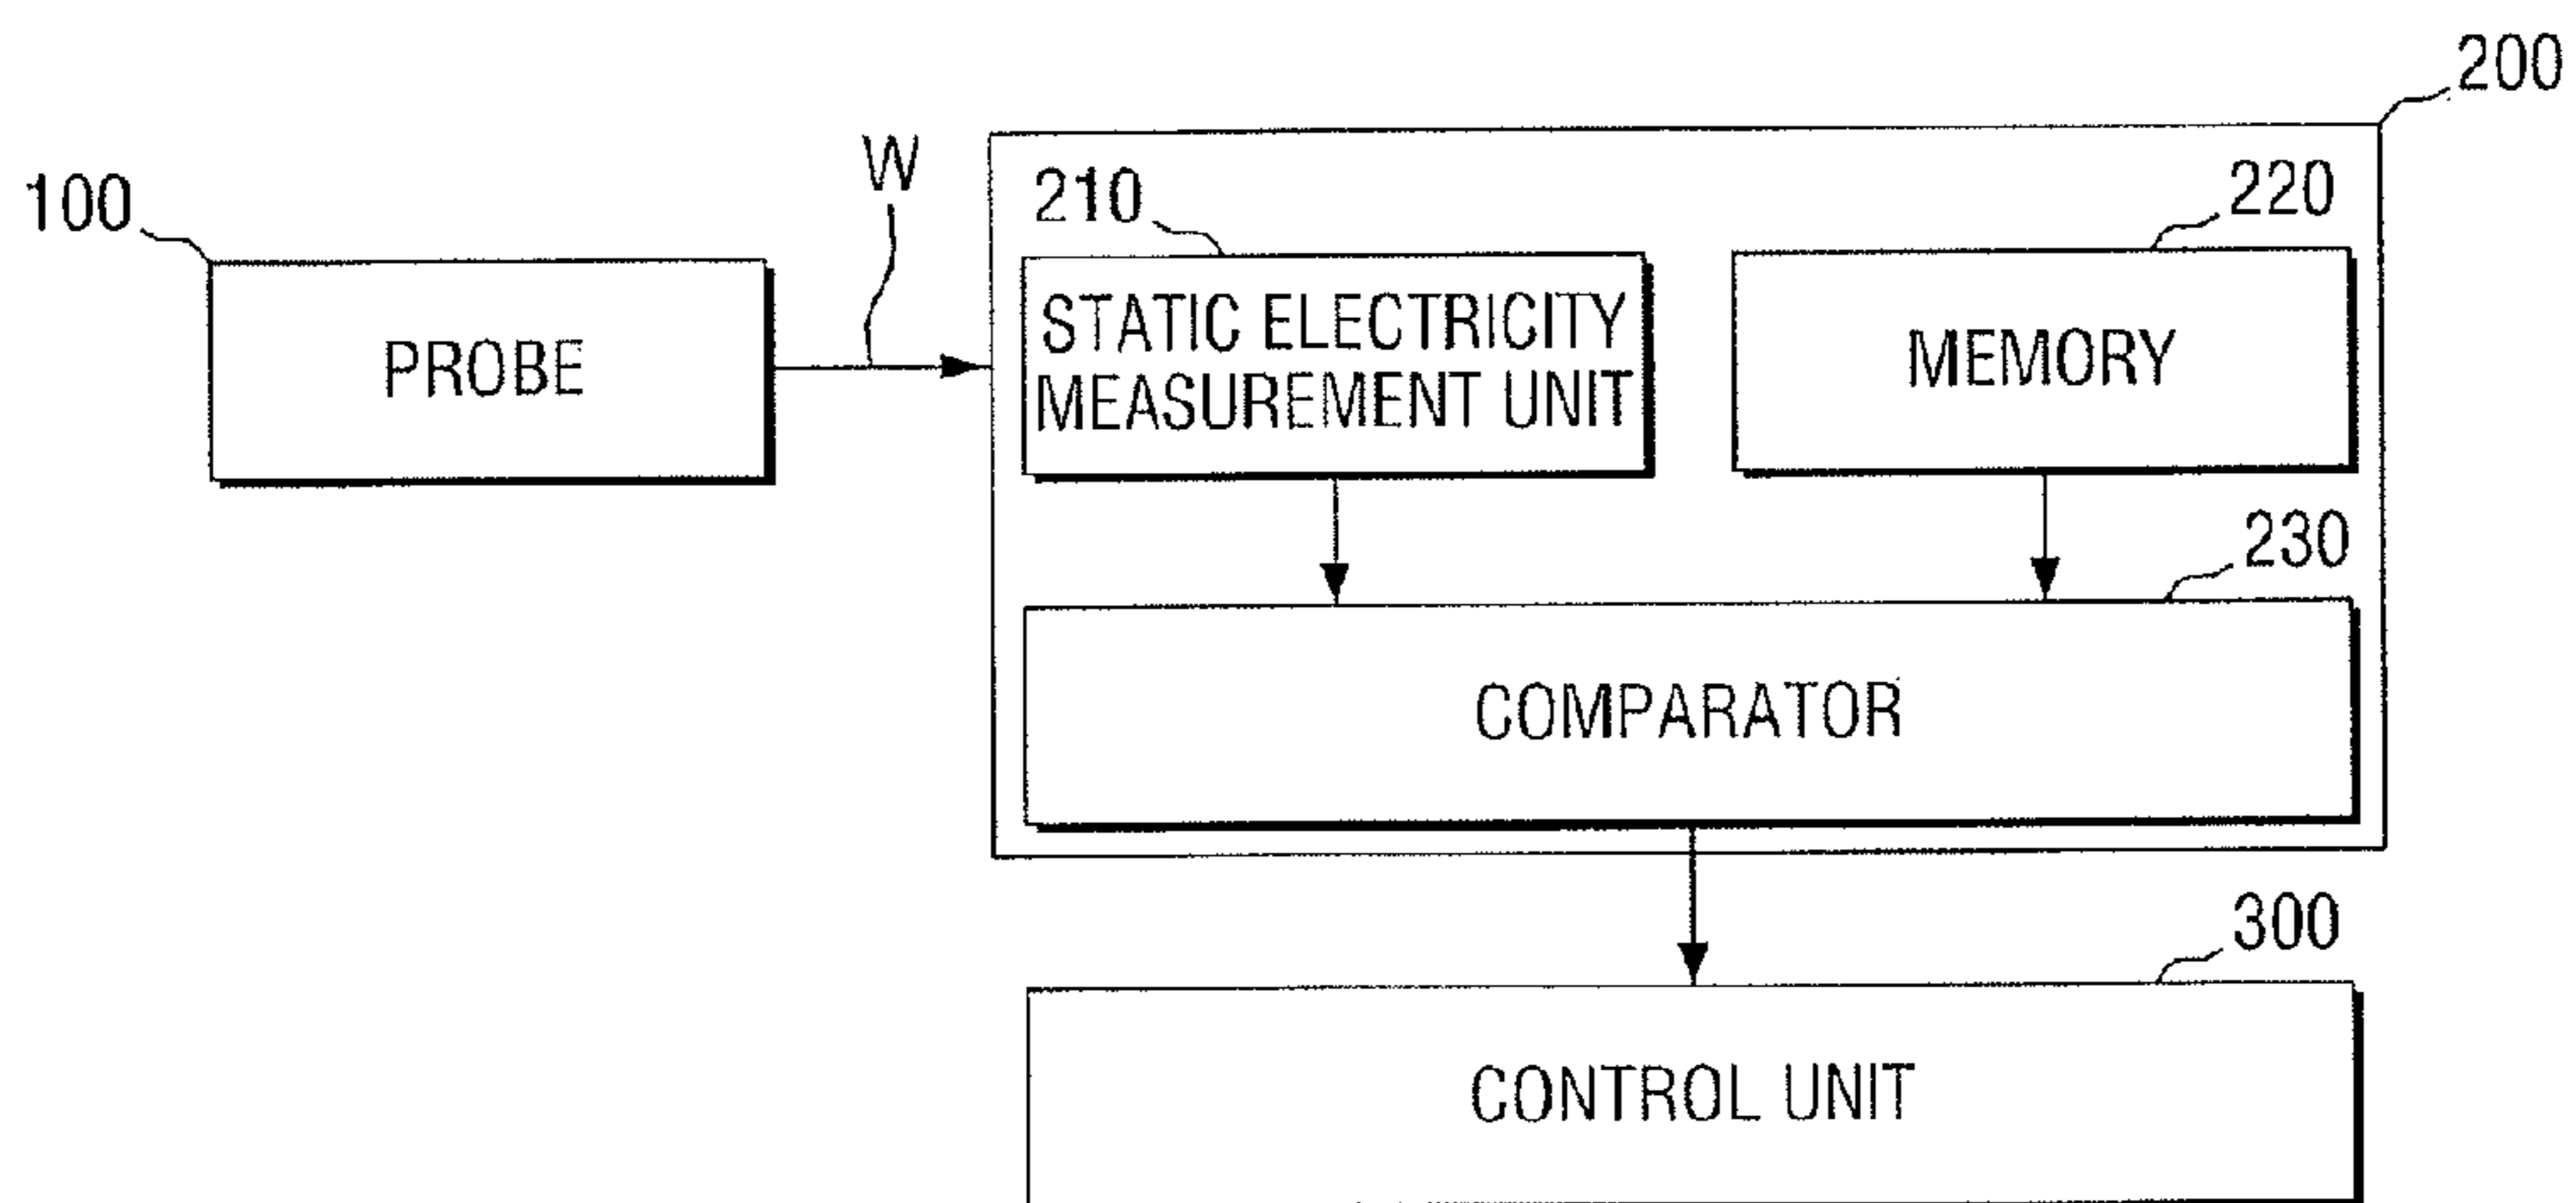 200
W
100
210
220
PROBE
STATIC ELECTRICITY
MEASUREMENT UNIT
MEMORY
230
COMPARATOR
300
CONTROL UNIT